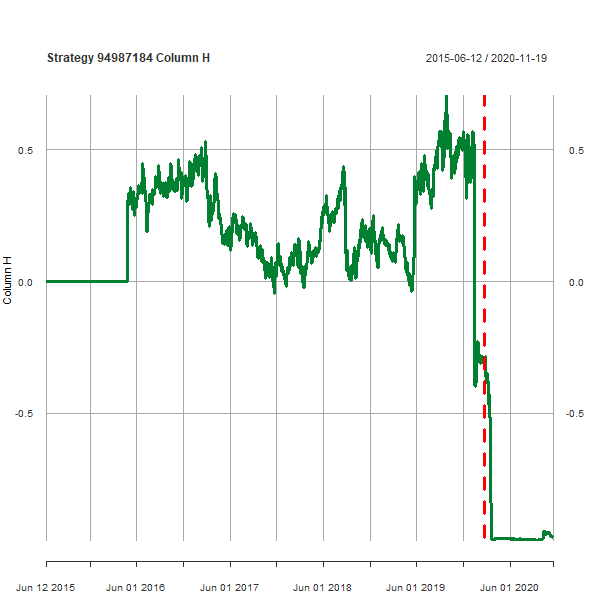 Strategy 94987184 Column H
2015-06-12 / 2020-11-19
0.5
0.5
0.0
0.0
Column H
-0.5
-0.5
Jun 12 2015
Jun 01 2016
Jun 01 2017
Jun 01 2018
Jun 01 2019
Jun 01 2020